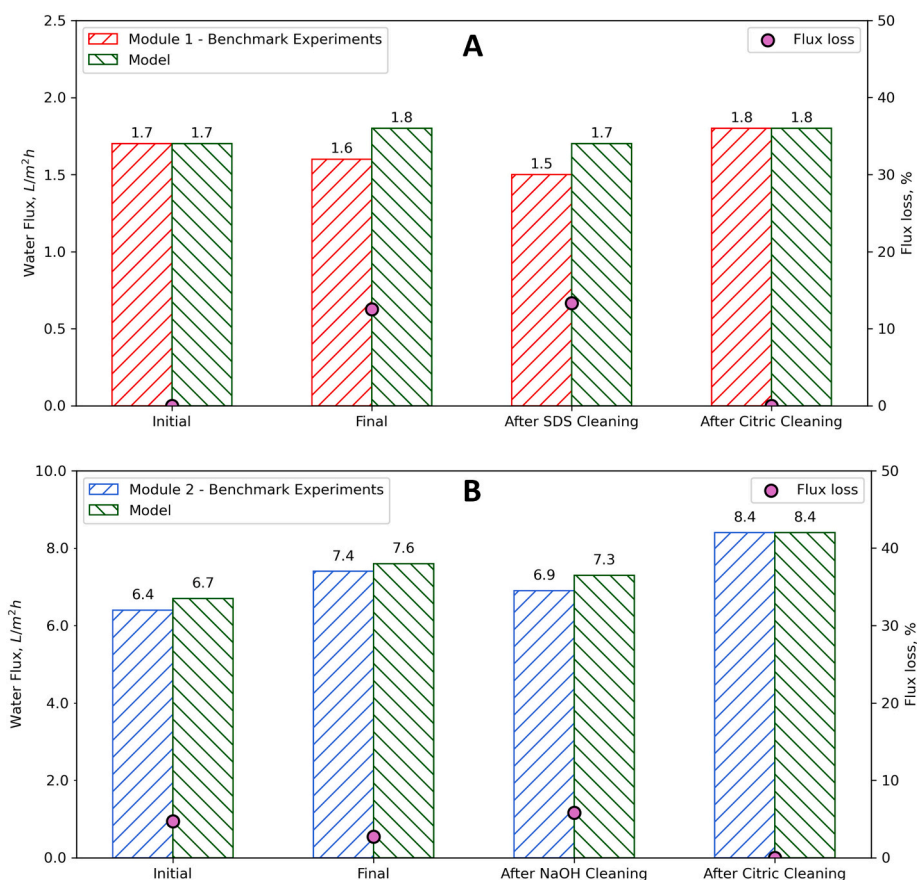 2.5
2.0
1.5
1.0
0.5
0.0
Water Flux, L/m²h
Module 1 - Benchmark Experiments
Model
A
Flux loss
1.7
1.7
1.6
1.8
1.5
1.7
1.8
1.8
50
40
30
20
10
0
Flux loss, %
Initial
Final
After SDS Cleaning
After Citric Cleaning
10.0
8.0
6.0
4.0
2.0
0.0
Water Flux, L/m²h
Module 2 - Benchmark Experiments
Model
B
Flux loss
6.4
6.7
7.4
7.6
6.9
7.3
8.4
8.4
50
40
30
20
10
0
Flux loss, %
Initial
Final
After NaOH Cleaning
After Citric Cleaning